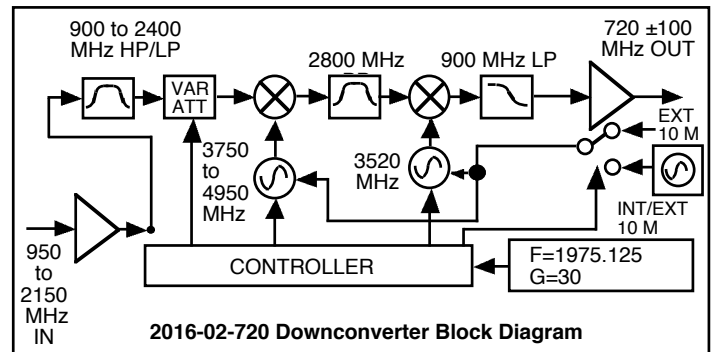 900 to 2400
MHz HP/LP
VAR
ATT
2800 MHz
900 MHz LP
720 ±100
MHz OUT
3750
to
4950
MHz
3520
MHz
EXT
10 M
INT/EXT
10 M
950
to
2150
MHz
IN
CONTROLLER
F=1975.125
G=30
2016-02-720 Downconverter Block Diagram